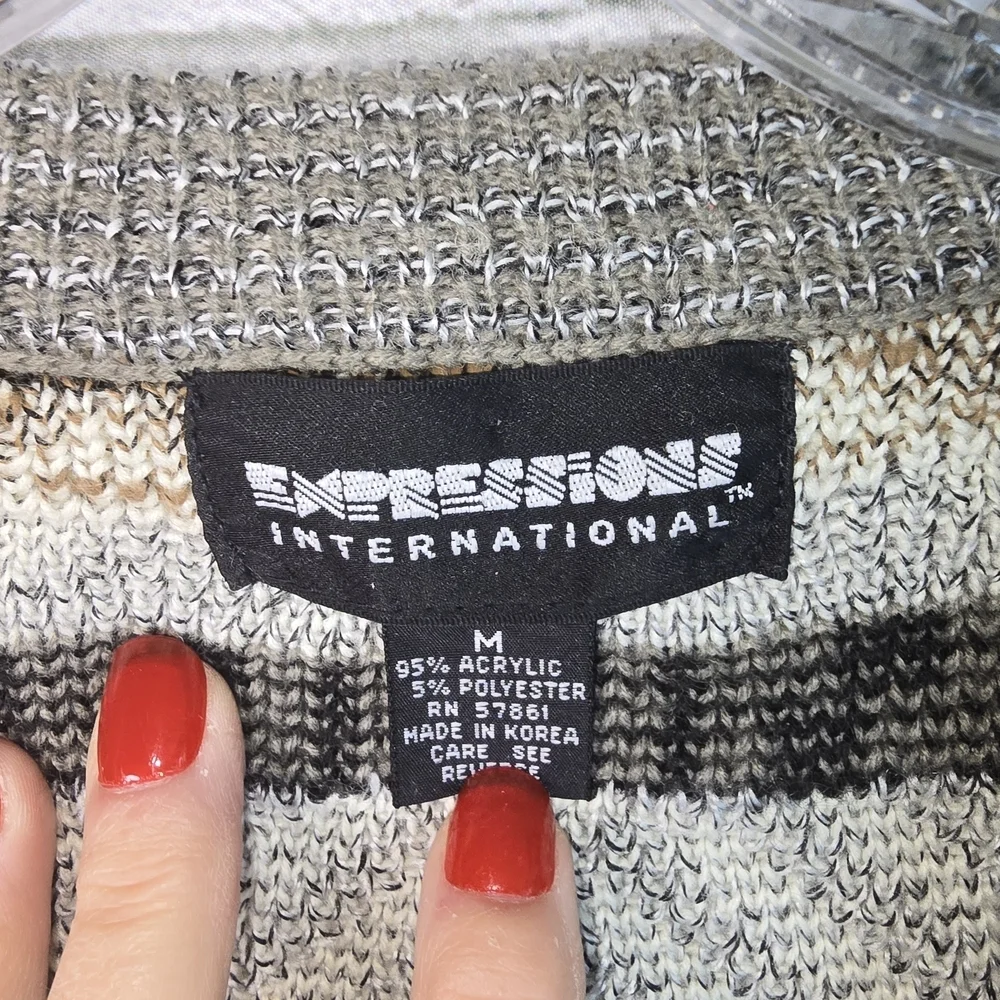 EXPRESSIONS™
INTERNATIONAL
M
95% ACRYLIC
5% POLYESTER
RN 57861
MADE IN KOREA
CARE SEE
REVERSE